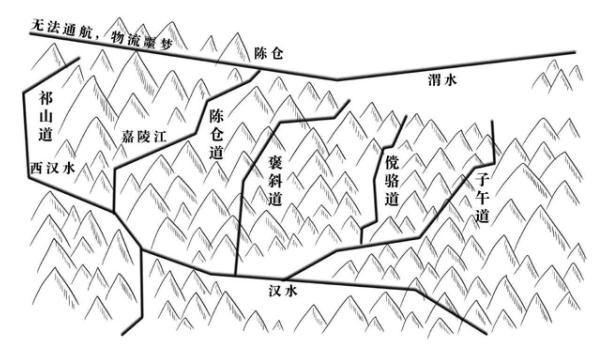 无法通航，物流噩梦
陈仓
渭水
祁山道
嘉陵江
陈仓道
西汉水
褒斜道
傥骆道
子午道
汉水